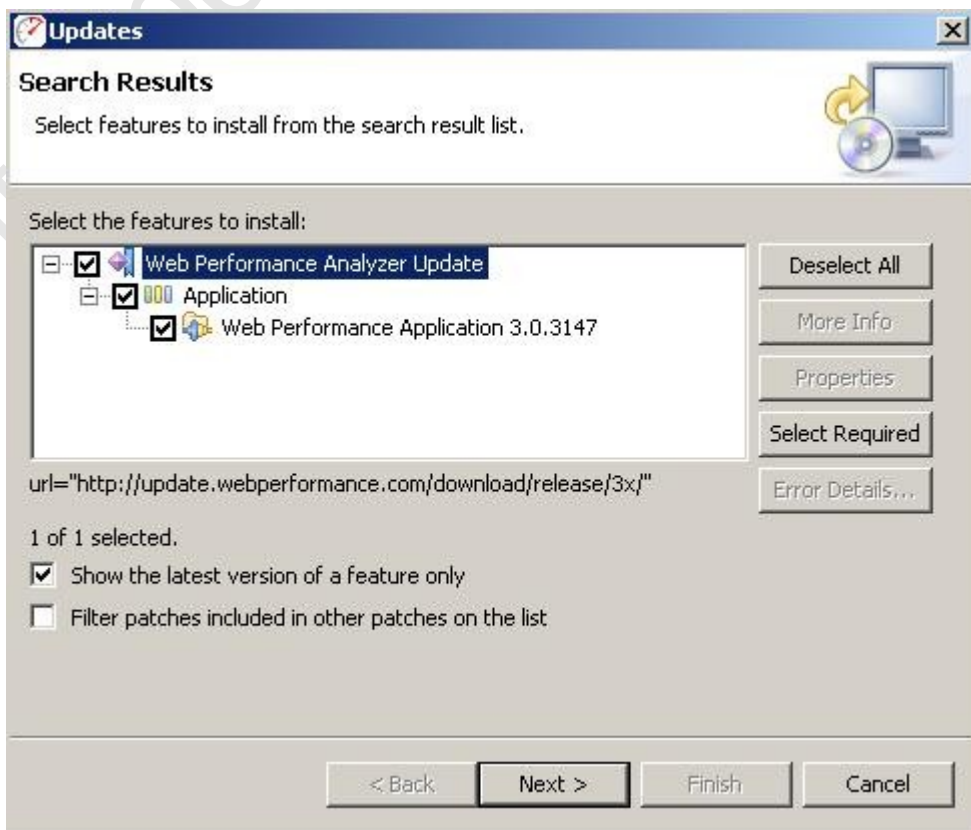 Updates
Search Results
Select features to install from the search result list.
Select the features to install:
Web Performance Analyzer Update
Application
Web Performance Application 3.0.3147
Deselect All
More Info
Properties
Select Required
Error Details...
url="http://update.webperformance.com/download/release/3x/"
1 of 1 selected.
Show the latest version of a feature only
Filter patches included in other patches on the list
< Back
Next >
Finish
Cancel